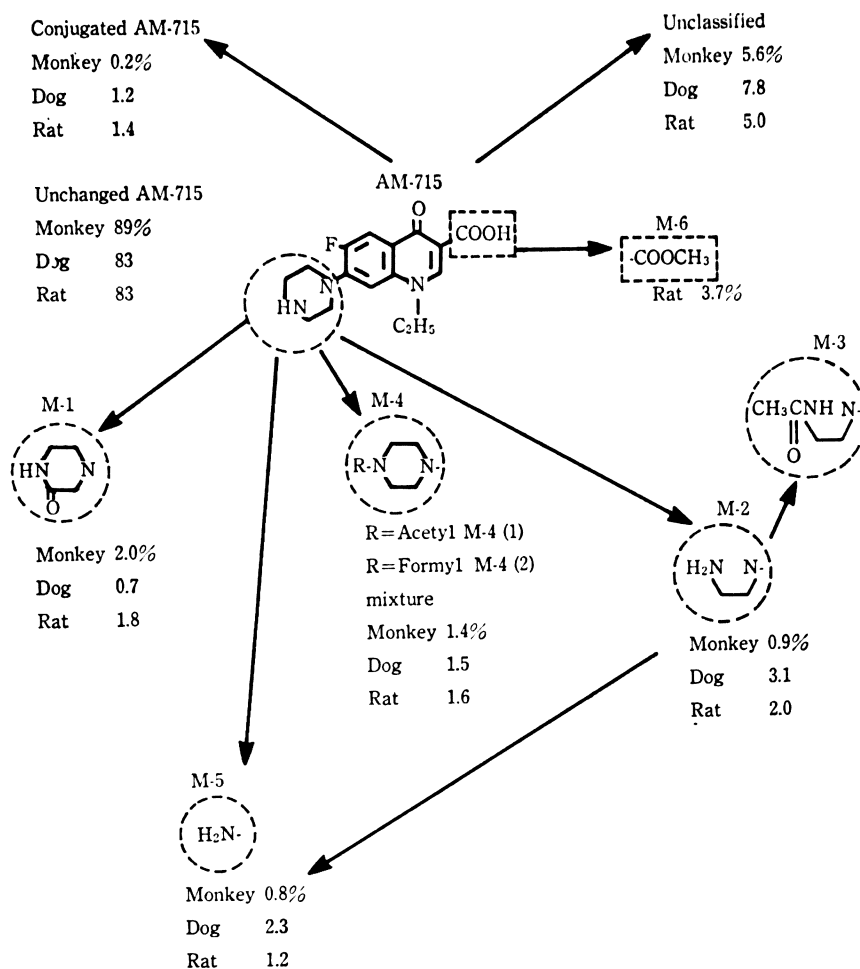 Conjugated AM-715
Monkey 0.2%
Dog 1.2
Rat 1.4
Unclassified
Monkey 5.6%
Dog 7.8
Rat 5.0
Unchanged AM-715
Monkey 89%
Dog 83
Rat 83
AM-715
O
F
COOH
N
HN
N
C₂H₅
M-6
-COOCH₃
Rat 3.7%
M-3
CH₃CNH N-
O
M-1
HN N
O
Monkey 2.0%
Dog 0.7
Rat 1.8
M-4
R-N N-
R=Acetyl M-4 (1)
R=Formyl M-4 (2)
mixture
Monkey 1.4%
Dog 1.5
Rat 1.6
M-2
H₂N N-
Monkey 0.9%
Dog 3.1
Rat 2.0
M-5
H₂N-
Monkey 0.8%
Dog 2.3
Rat 1.2